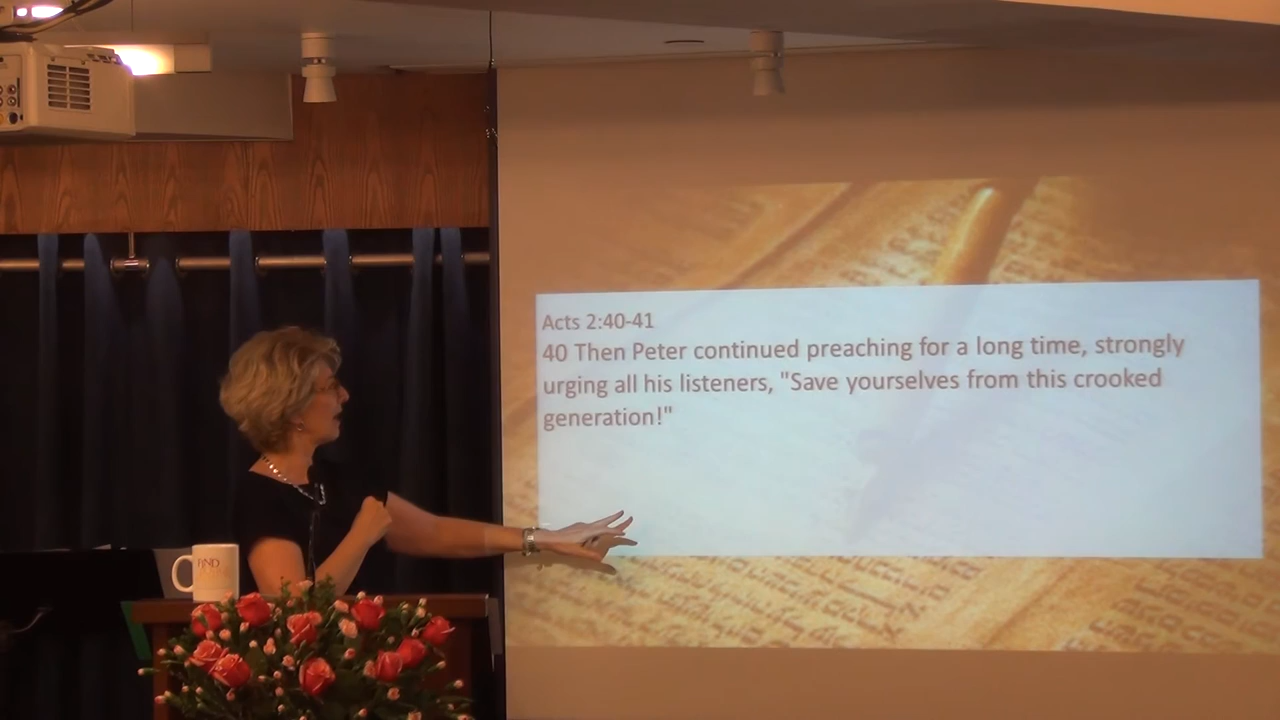 Acts 2:40-41
40 Then Peter continued preaching for a long time, strongly
urging all his listeners, "Save yourselves from this crooked
generation!"